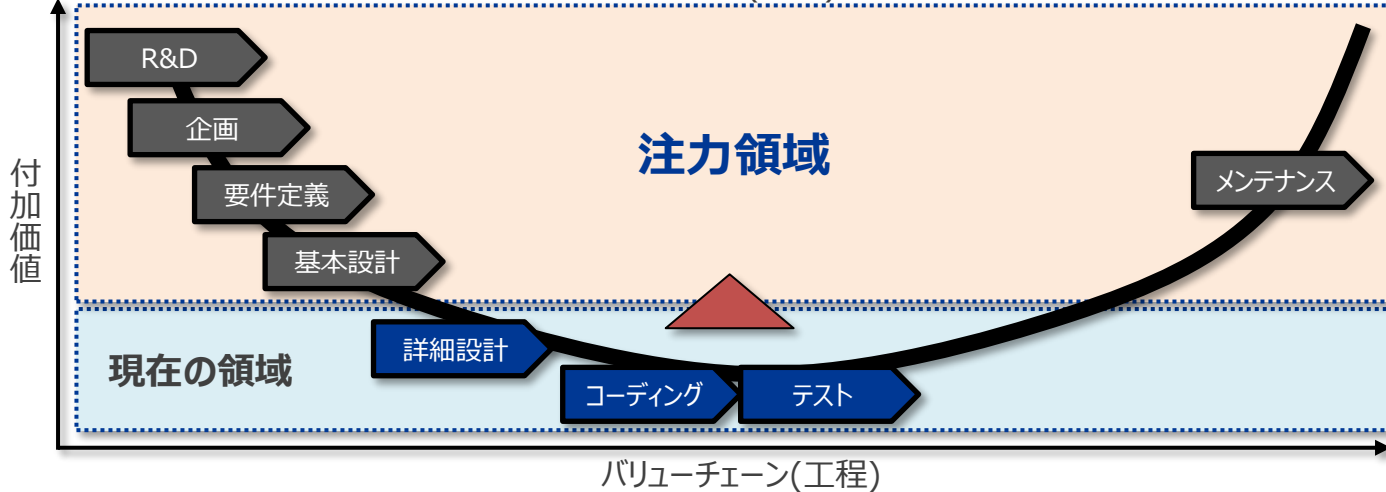 R&D
企画
注力領域
要件定義
メンテナンス
付加価値
基本設計
詳細設計
現在の領域
コーディング
テスト
バリューチェーン(工程)